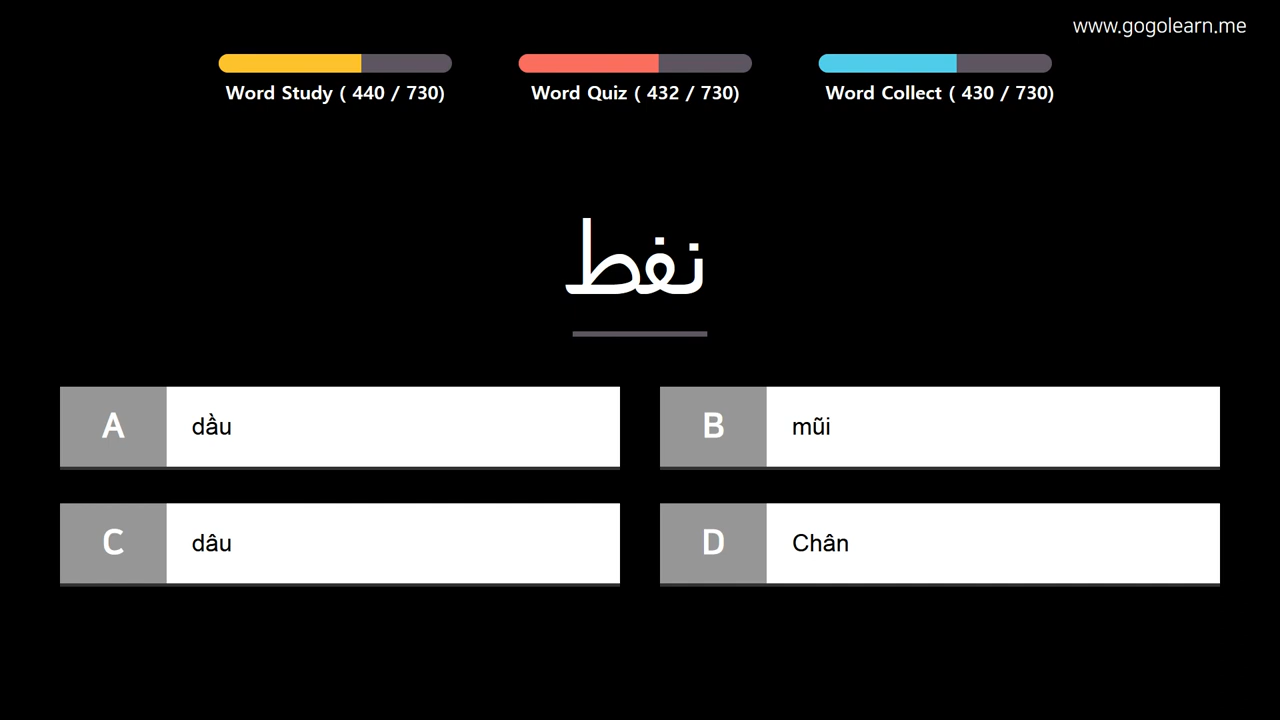 www.gogolearn.me
Word Study ( 440 / 730)
Word Quiz ( 432 / 730)
Word Collect ( 430 / 730)
نفط
A dầu
B mũi
C dâu
D Chân